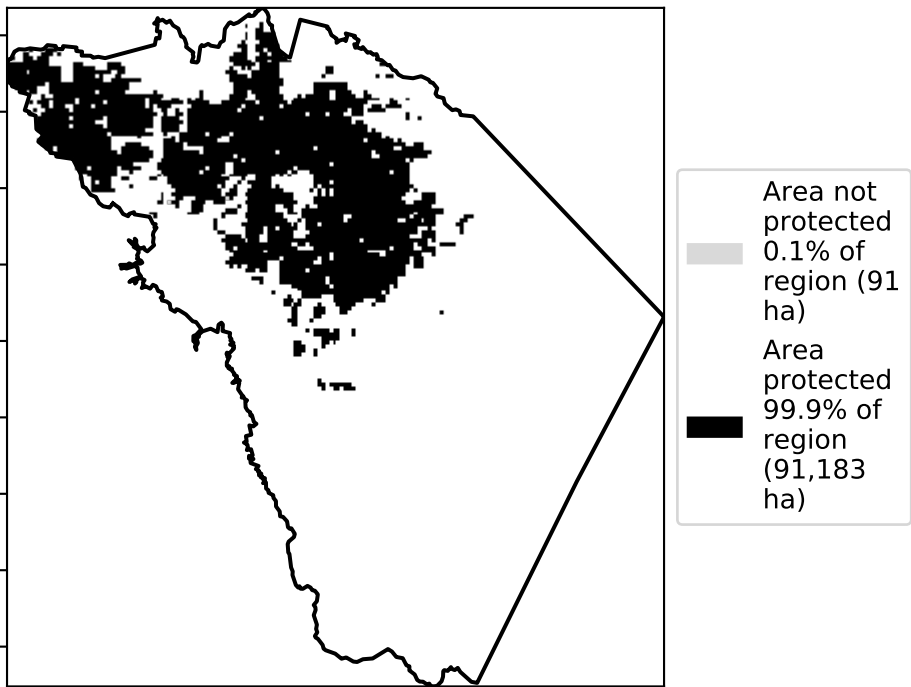 Area not
protected
0.1% of
region (91
ha)
Area
protected
99.9% of
region
(91,183
ha)